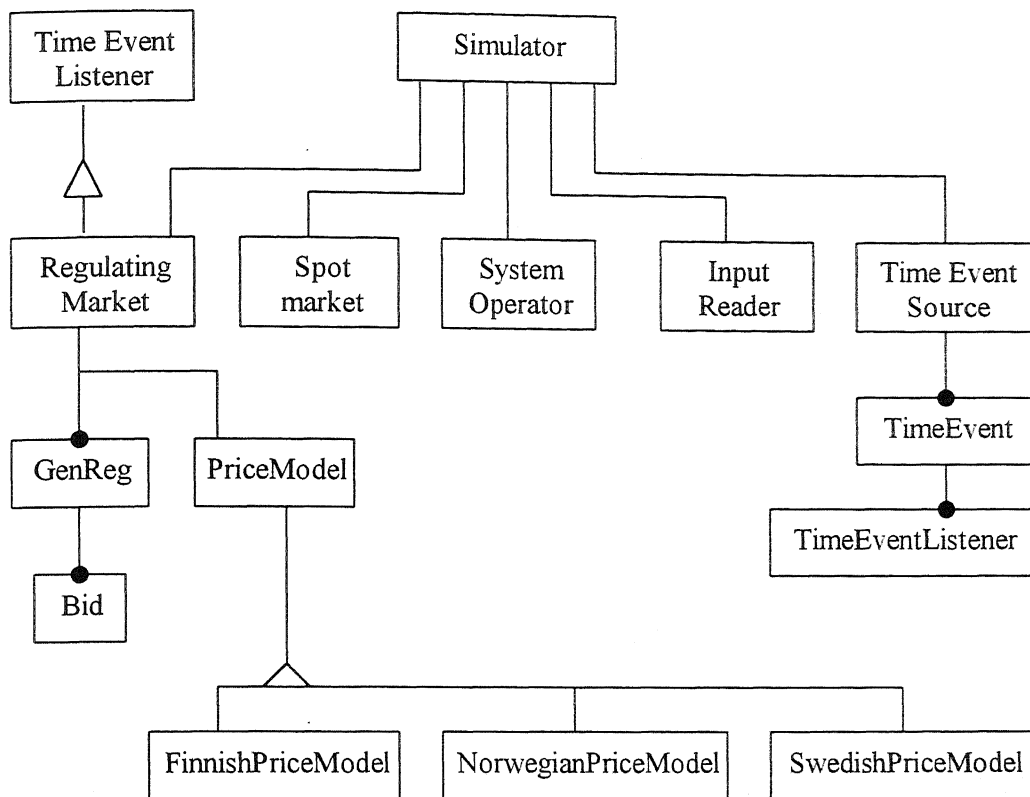 Time Event
Listener
Simulator
Regulating
Market
Spot
market
System
Operator
Input
Reader
Time Event
Source
TimeEvent
GenReg
PriceModel
TimeEventListener
Bid
FinnishPriceModel
NorwegianPriceModel
SwedishPriceModel